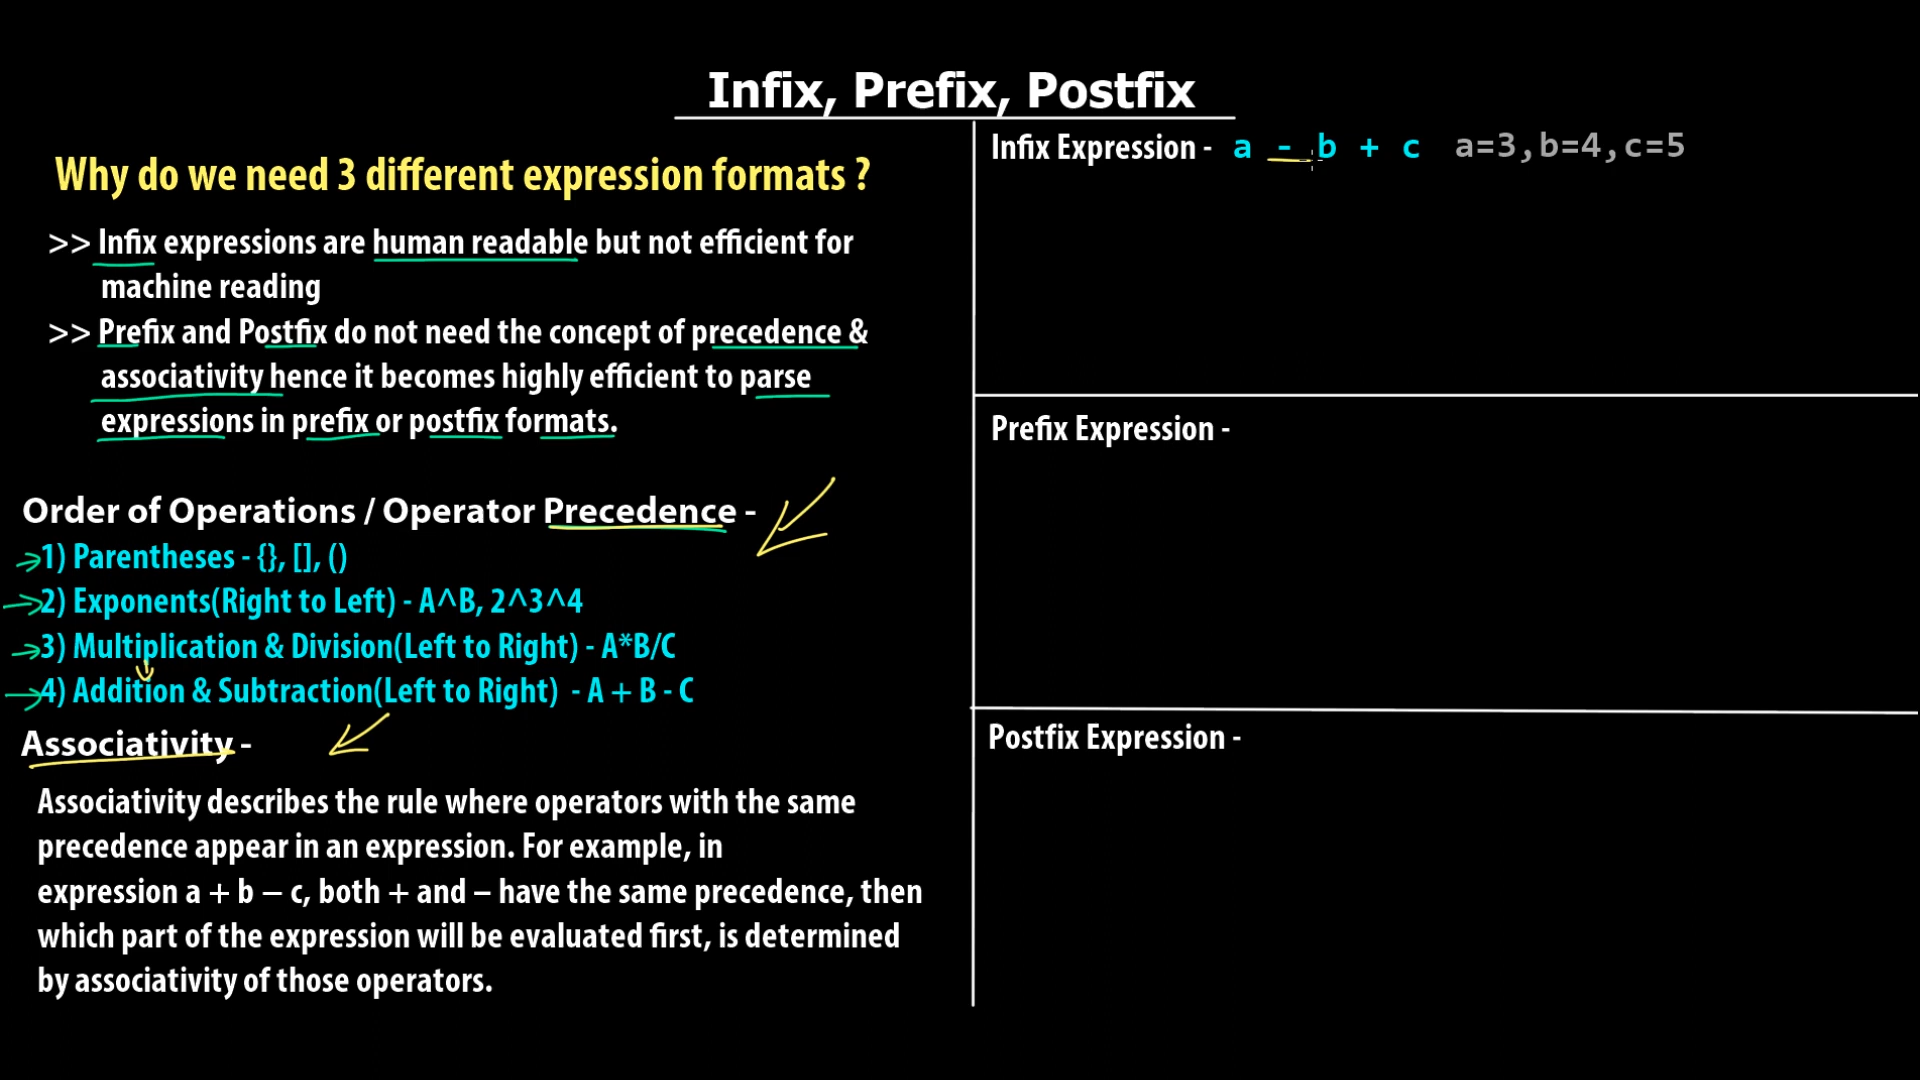 Infix, Prefix, Postfix
Why do we need 3 different expression formats ?
>> Infix expressions are human readable but not efficient for
machine reading
>> Prefix and Postfix do not need the concept of precedence &
associativity hence it becomes highly efficient to parse
expressions in prefix or postfix formats.
Order of Operations / Operator Precedence -
1) Parentheses - {}, [], ()
2) Exponents(Right to Left) - A^B, 2^3^4
3) Multiplication & Division(Left to Right) - A*B/C
4) Addition & Subtraction(Left to Right) - A + B - C
Associativity -
Associativity describes the rule where operators with the same
precedence appear in an expression. For example, in
expression a + b – c, both + and – have the same precedence, then
which part of the expression will be evaluated first, is determined
by associativity of those operators.
Infix Expression - a - b + c a=3,b=4,c=5
Prefix Expression -
Postfix Expression -